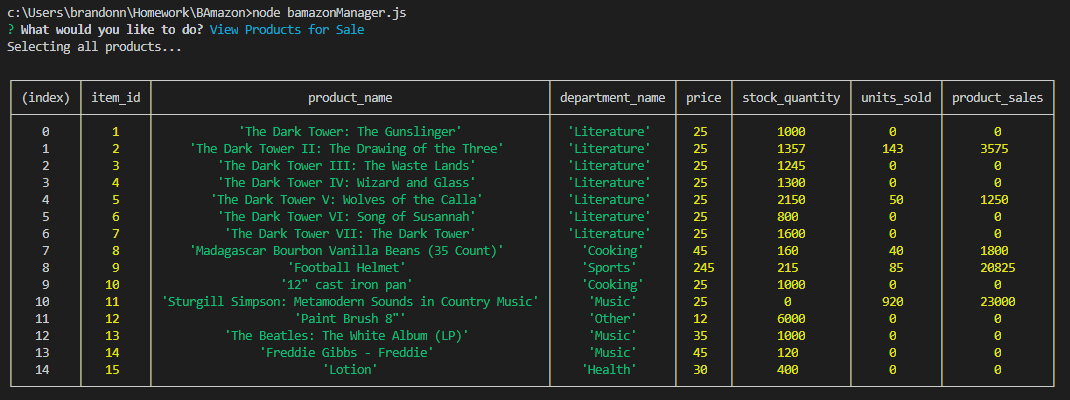 c:\Users\brandonn\Homework\BAmazon>node bamazonManager.js
? What would you like to do? View Products for Sale
Selecting all products...
(index) item_id product_name department_name price stock_quantity units_sold product_sales
0 1 'The Dark Tower: The Gunslinger' 'Literature' 25 1000 0 0
1 2 'The Dark Tower II: The Drawing of the Three' 'Literature' 25 1357 143 3575
2 3 'The Dark Tower III: The Waste Lands' 'Literature' 25 1245 0 0
3 4 'The Dark Tower IV: Wizard and Glass' 'Literature' 25 1300 0 0
4 5 'The Dark Tower V: Wolves of the Calla' 'Literature' 25 2150 50 1250
5 6 'The Dark Tower VI: Song of Susannah' 'Literature' 25 800 0 0
6 7 'The Dark Tower VII: The Dark Tower' 'Literature' 25 1600 0 0
7 8 'Madagascar Bourbon Vanilla Beans (35 Count)' 'Cooking' 45 160 40 1800
8 9 'Football Helmet' 'Sports' 245 215 85 20825
9 10 '12" cast iron pan' 'Cooking' 25 1000 0 0
10 11 'Sturgill Simpson: Metamodern Sounds in Country Music' 'Music' 25 0 920 23000
11 12 'Paint Brush 8"' 'Other' 12 6000 0 0
12 13 'The Beatles: The White Album (LP)' 'Music' 35 1000 0 0
13 14 'Freddie Gibbs - Freddie' 'Music' 45 120 0 0
14 15 'Lotion' 'Health' 30 400 0 0